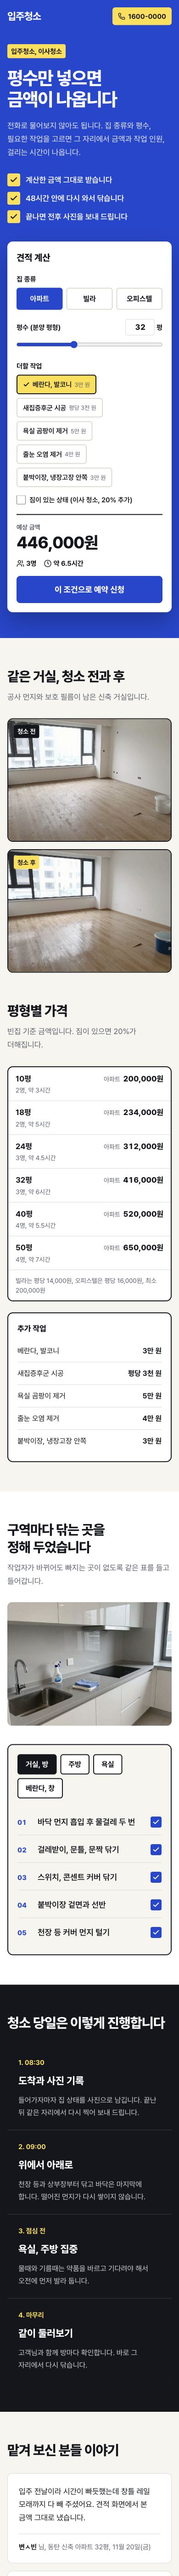 입주청소
1600-0000
입주청소, 이사청소
평수만 넣으면
금액이 나옵니다
전화로 물어보지 않아도 됩니다. 집 종류와 평수,
필요한 작업을 고르면 그 자리에서 금액과 작업 인원,
걸리는 시간이 나옵니다.
계산한 금액 그대로 받습니다
48시간 안에 다시 와서 닦습니다
끝나면 전후 사진을 보내 드립니다
견적 계산
집 종류
아파트
빌라
오피스텔
평수 (분양 평형)
32 평
더할 작업
베란다, 발코니 3만 원
새집증후군 시공 평당 3천 원
욕실 곰팡이 제거 5만 원
줄눈 오염 제거 4만 원
붙박이장, 냉장고장 안쪽 3만 원
짐이 있는 상태 (이사 청소, 20% 추가)
예상 금액
446,000원
3명 약 6.5시간
이 조건으로 예약 신청
같은 거실, 청소 전과 후
공사 먼지와 보호 필름이 남은 신축 거실입니다.
청소 전
청소 후
평형별 가격
빈집 기준 금액입니다. 짐이 있으면 20%가
더해집니다.
10평 아파트 200,000원
2명, 약 3시간
18평 아파트 234,000원
2명, 약 5시간
24평 아파트 312,000원
3명, 약 4.5시간
32평 아파트 416,000원
3명, 약 6시간
40평 아파트 520,000원
4명, 약 5.5시간
50평 아파트 650,000원
4명, 약 7시간
빌라는 평당 14,000원, 오피스텔은 평당 16,000원, 최소
200,000원
추가 작업
베란다, 발코니 3만 원
새집증후군 시공 평당 3천 원
욕실 곰팡이 제거 5만 원
줄눈 오염 제거 4만 원
붙박이장, 냉장고장 안쪽 3만 원
구역마다 닦는 곳을
정해 두었습니다
작업자가 바뀌어도 빠지는 곳이 없도록 같은 표를 들고
들어갑니다.
거실, 방
주방
욕실
베란다, 창
01 바닥 먼지 흡입 후 물걸레 두 번
02 걸레받이, 문틀, 문짝 닦기
03 스위치, 콘센트 커버 닦기
04 붙박이장 겉면과 선반
05 천장 등 커버 먼지 털기
청소 당일은 이렇게 진행합니다
1. 08:30
도착과 사진 기록
들어가자마자 집 상태를 사진으로 남깁니다. 끝난
뒤 같은 자리에서 다시 찍어 보내 드립니다.
2. 09:00
위에서 아래로
천장 등과 상부장부터 닦고 바닥은 마지막에
합니다. 떨어진 먼지가 다시 쌓이지 않습니다.
3. 점심 전
욕실, 주방 집중
물때와 기름때는 약품을 바르고 기다려야 해서
오전에 먼저 발라 둡니다.
4. 마무리
같이 둘러보기
고객님과 함께 방마다 확인합니다. 바로 그
자리에서 다시 닦습니다.
맡겨 보신 분들 이야기
입주 전날이라 시간이 빠듯했는데 창틀 레일
모래까지 다 빼 주셨어요. 견적 화면에서 본
금액 그대로 냈습니다.
변ㅅ빈 님, 동탄 신축 아파트 32평, 11월 20일(금)